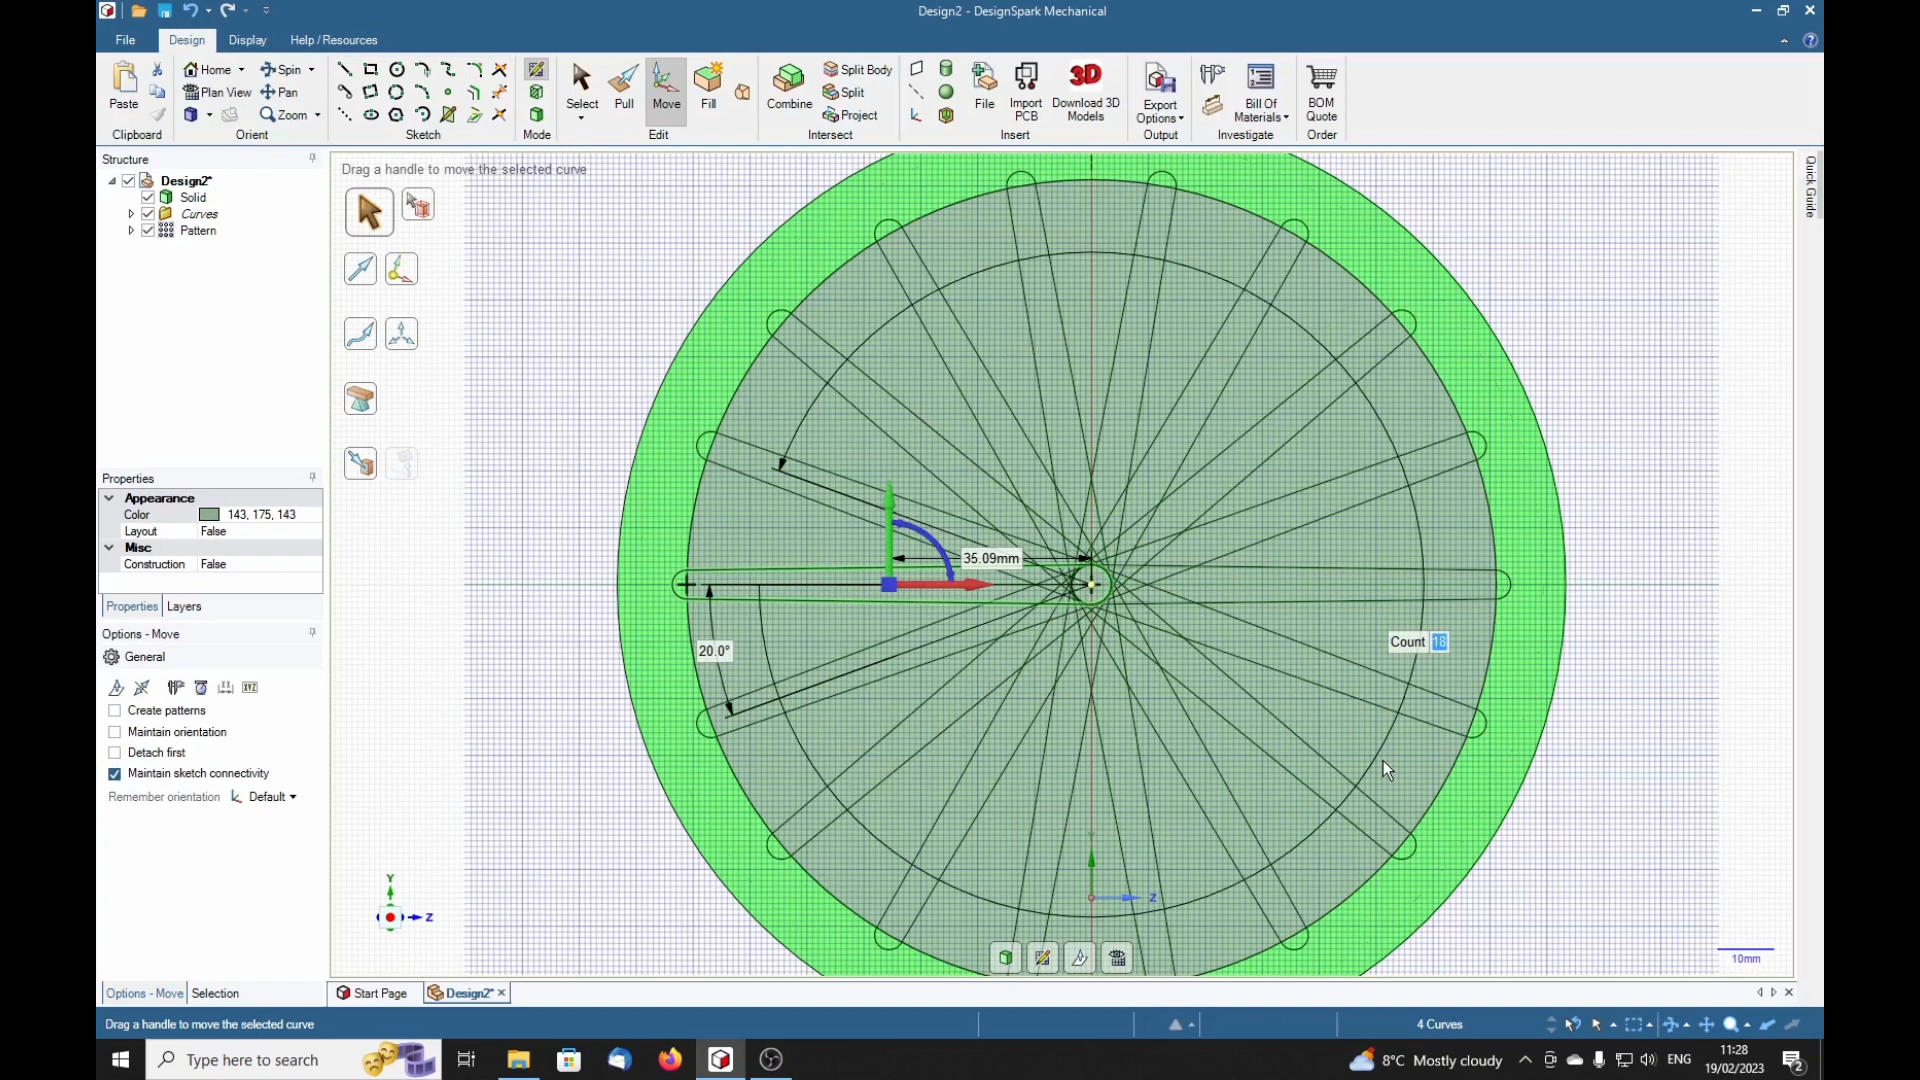 Design2 - DesignSpark Mechanical
File Design Display Help / Resources
Paste
Clipboard
Home Spin
Plan View Pan
Zoom
Orient
Sketch
Mode
Select Pull Move Fill
Edit
Combine
Split Body
Split
Project
Intersect
File
Import PCB
3D
Download 3D Models
Insert
Export Options
Output
Bill Of Materials
Investigate
BOM Quote
Order
Structure
Design2*
Solid
Curves
Pattern
Drag a handle to move the selected curve
Quick Guide
35.09mm
20.0°
Count 18
Y
Z
Y
Z
10mm
Properties
Appearance
Color 143, 175, 143
Layout False
Misc
Construction False
Properties Layers
Options - Move
General
XYZ
Create patterns
Maintain orientation
Detach first
Maintain sketch connectivity
Remember orientation Default
Options - Move Selection
Start Page Design2*
Drag a handle to move the selected curve
4 Curves
Type here to search
8°C Mostly cloudy
ENG
11:28
19/02/2023
2